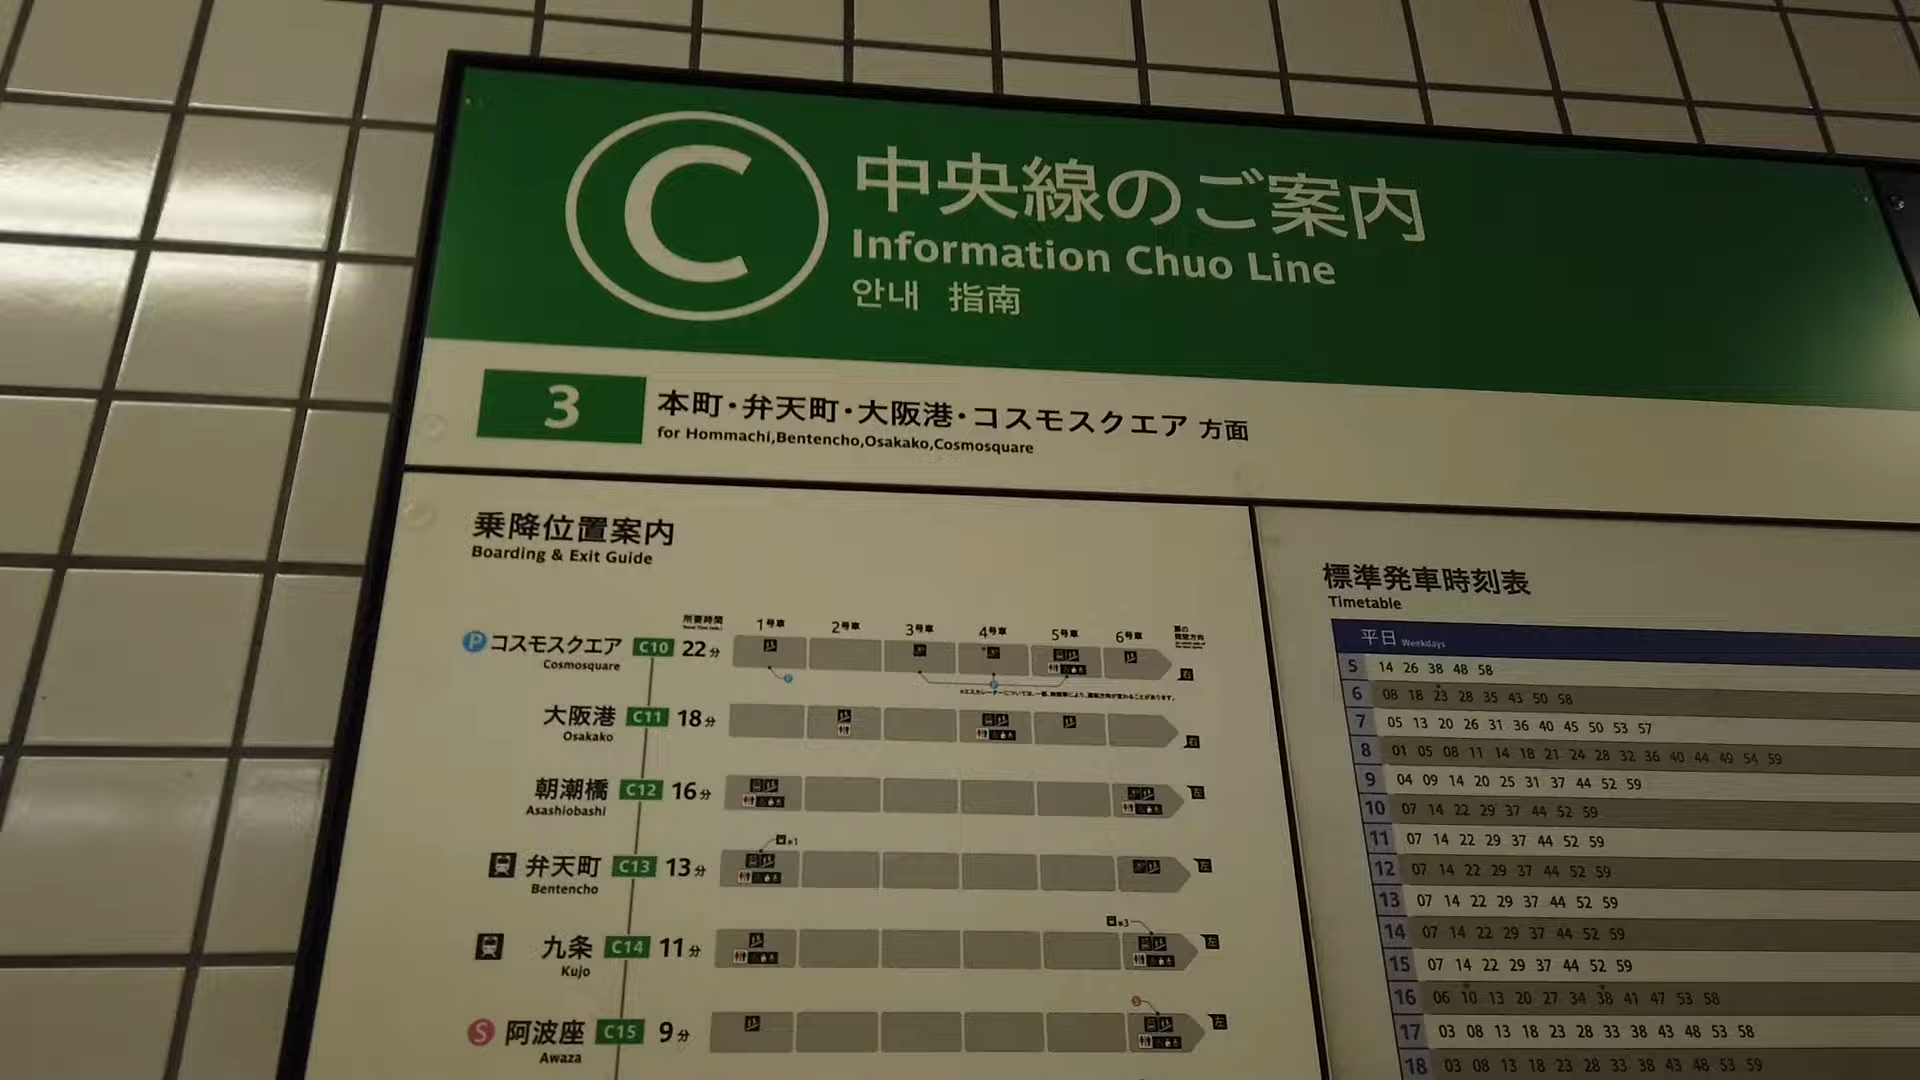 C
中央線のご案内
Information Chuo Line
안내 指南
3
本町・弁天町・大阪港・コスモスクエア 方面
for Hommachi,Bentencho,Osakako,Cosmosquare
乗降位置案内
Boarding & Exit Guide
所要時間
1号車 2号車 3号車 4号車 5号車 6号車
P コスモスクエア C10 22分
Cosmosquare
大阪港 C11 18分
Osakako
朝潮橋 C12 16分
Asashiobashi
弁天町 C13 13分
Bentencho
九条 C14 11分
Kujo
S 阿波座 C15 9分
Awaza
標準発車時刻表
Timetable
平日 Weekdays
5 14 26 38 48 58
6 08 18 23 28 35 43 50 58
7 05 13 20 26 31 36 40 45 50 53 57
8 01 05 08 11 14 18 21 24 28 32 36 40 44 49 54 59
9 04 09 14 20 25 31 37 44 52 59
10 07 14 22 29 37 44 52 59
11 07 14 22 29 37 44 52 59
12 07 14 22 29 37 44 52 59
13 07 14 22 29 37 44 52 59
14 07 14 22 29 37 44 52 59
15 07 14 22 29 37 44 52 59
16 06 10 13 20 27 34 38 41 47 53 58
17 03 08 13 18 23 28 33 38 43 48 53 58
18 03 08 13 18 23 28 33 38 43 48 53 59